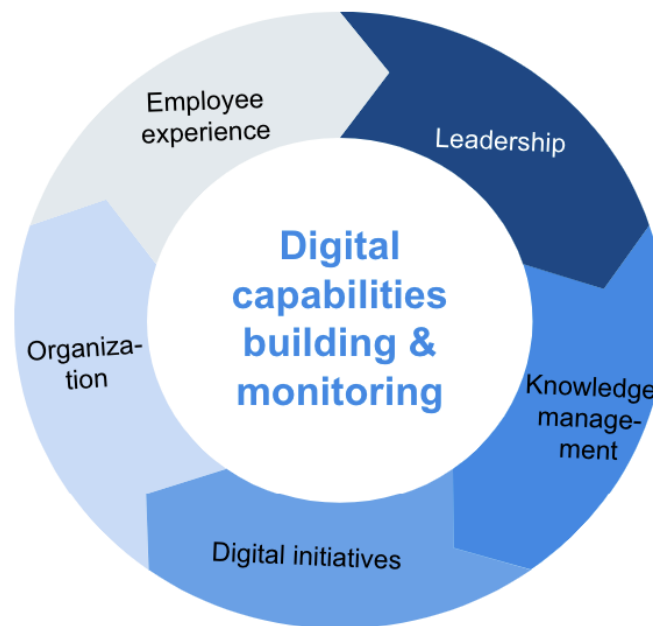 Employee
experience
Leadership
Digital
capabilities
building &
monitoring
Organiza-
tion
Knowledge
manage-
ment
Digital initiatives